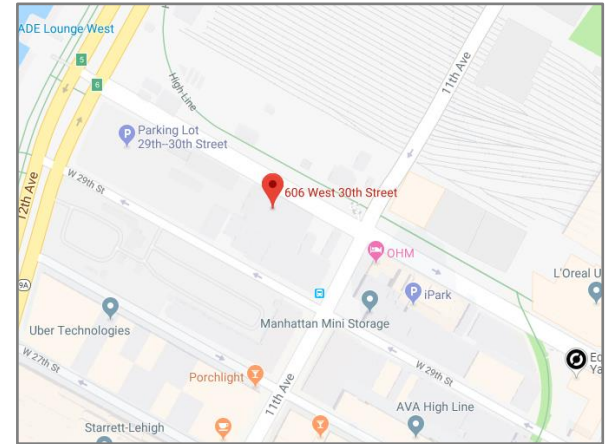 ADE Lounge West
5
6
High Line
11th Ave
P
Parking Lot
29th–30th Street
606 West 30th Street
W 29th St
12th Ave
OHM
L'Oreal U
P
iPark
9A
Manhattan Mini Storage
Uber Technologies
Ed
Ya
W 27th St
Porchlight
W 29th St
11th Ave
AVA High Line
Starrett-Lehigh